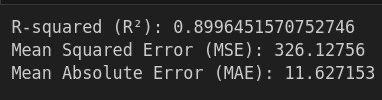 R-squared (R²): 0.8996451570752746
Mean Squared Error (MSE): 326.12756
Mean Absolute Error (MAE): 11.627153